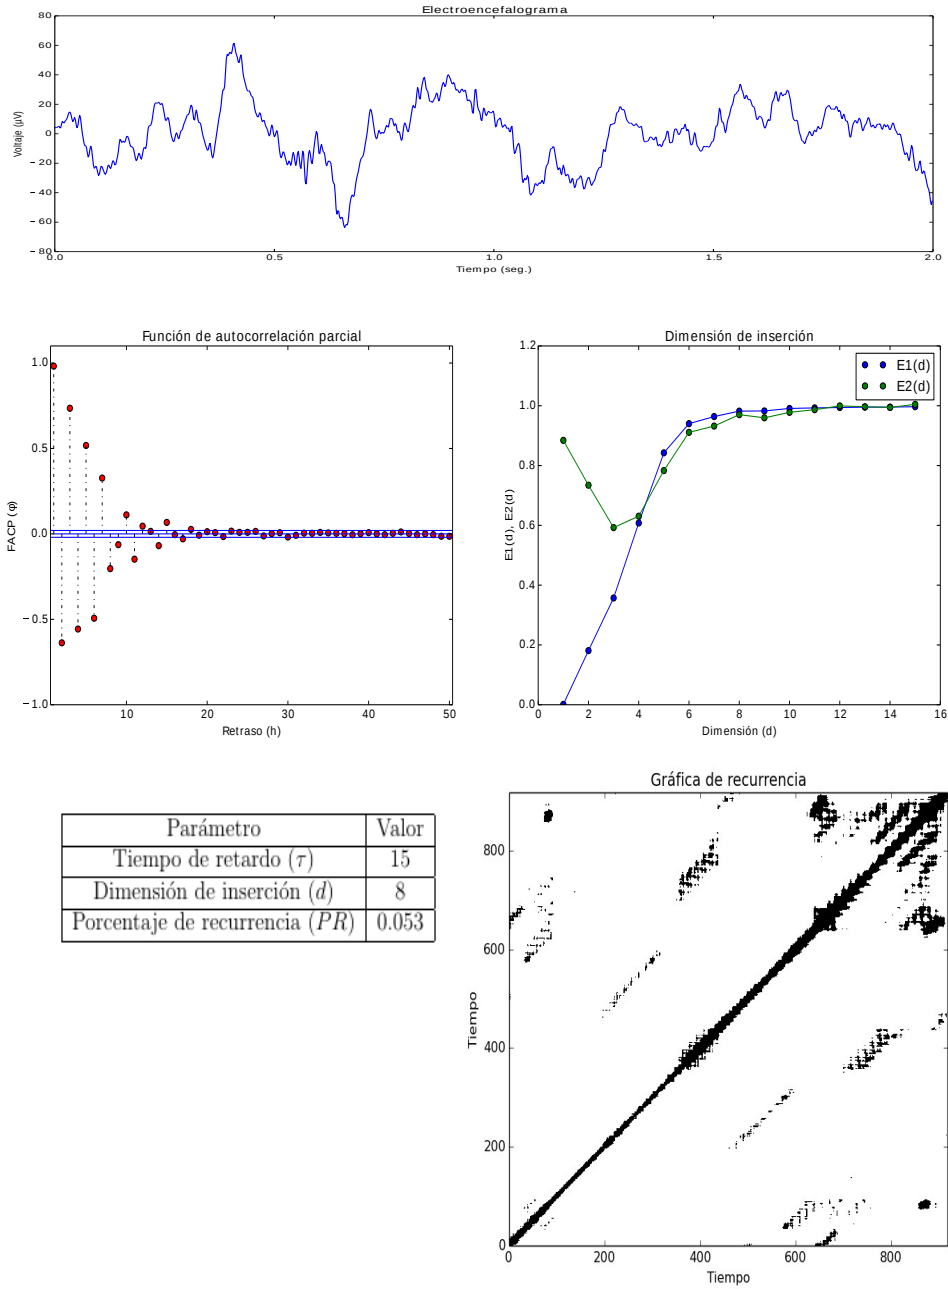 Electroencefalograma
80
60
40
20
0
−20
−40
−60
−80
Voltaje (μV)
0.0 0.5 1.0 1.5 2.0
Tiempo (seg.)
Función de autocorrelación parcial
1.0
0.5
0.0
−0.5
−1.0
FACP (φ)
10 20 30 40 50
Retraso (h)
Dimensión de inserción
1.2
1.0
0.8
0.6
0.4
0.2
0.0
E1(d), E2(d)
E1(d)
E2(d)
0 2 4 6 8 10 12 14 16
Dimensión (d)
Parámetro Valor
Tiempo de retardo (τ) 15
Dimensión de inserción (d) 8
Porcentaje de recurrencia (PR) 0.053
Gráfica de recurrencia
800
600
400
200
0
Tiempo
0 200 400 600 800
Tiempo